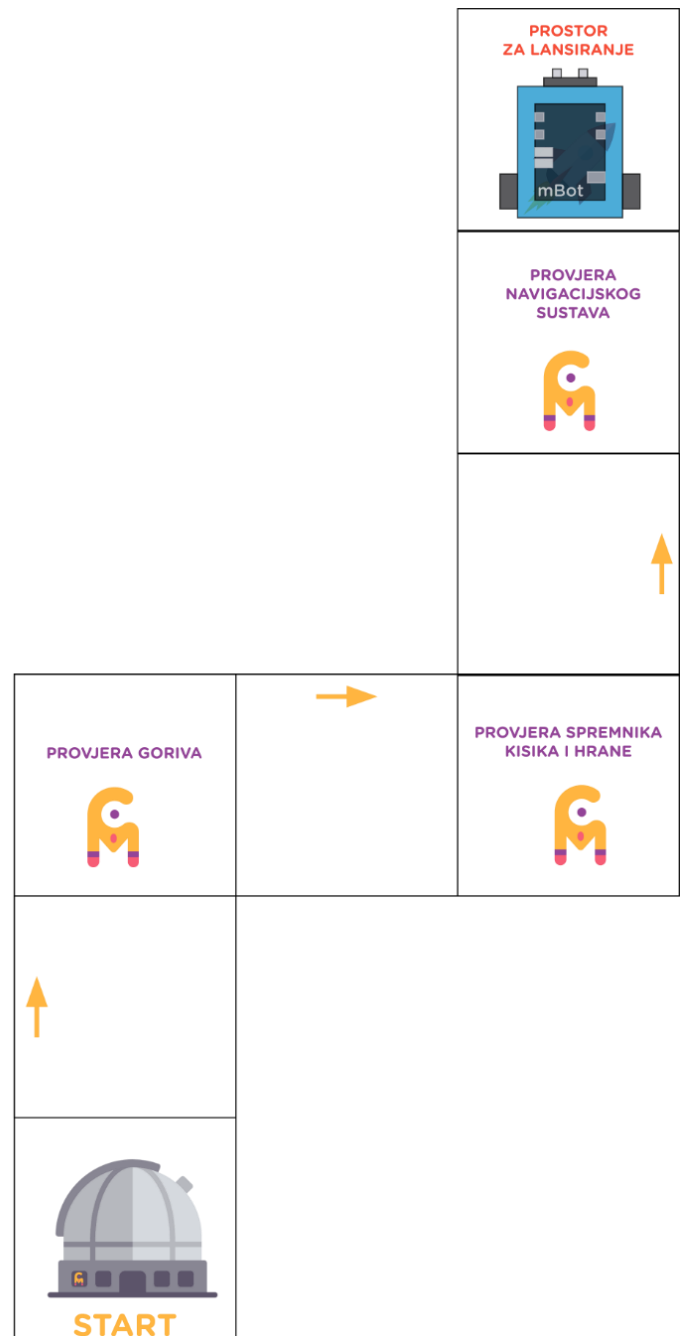 PROSTOR
ZA LANSIRANJE
mBot
PROVJERA
NAVIGACIJSKOG
SUSTAVA
PROVJERA GORIVA
PROVJERA SPREMNIKA
KISIKA I HRANE
START